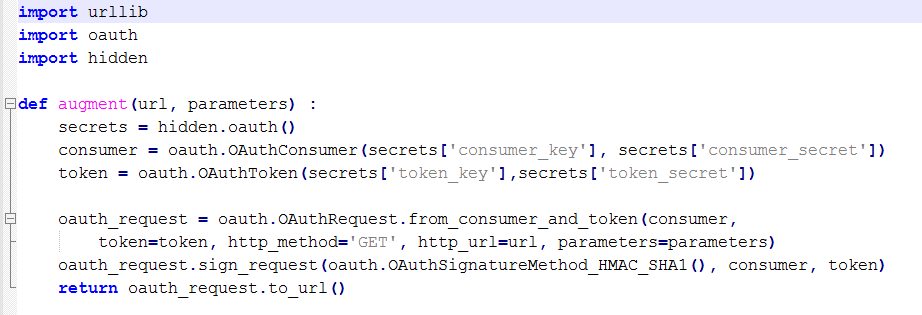 import urllib
import oauth
import hidden
def augment(url, parameters) :
secrets = hidden.oauth()
consumer = oauth.OAuthConsumer(secrets['consumer_key'], secrets['consumer_secret'])
token = oauth.OAuthToken(secrets['token_key'],secrets['token_secret'])
oauth_request = oauth.OAuthRequest.from_consumer_and_token(consumer,
token=token, http_method='GET', http_url=url, parameters=parameters)
oauth_request.sign_request(oauth.OAuthSignatureMethod_HMAC_SHA1(), consumer, token)
return oauth_request.to_url()